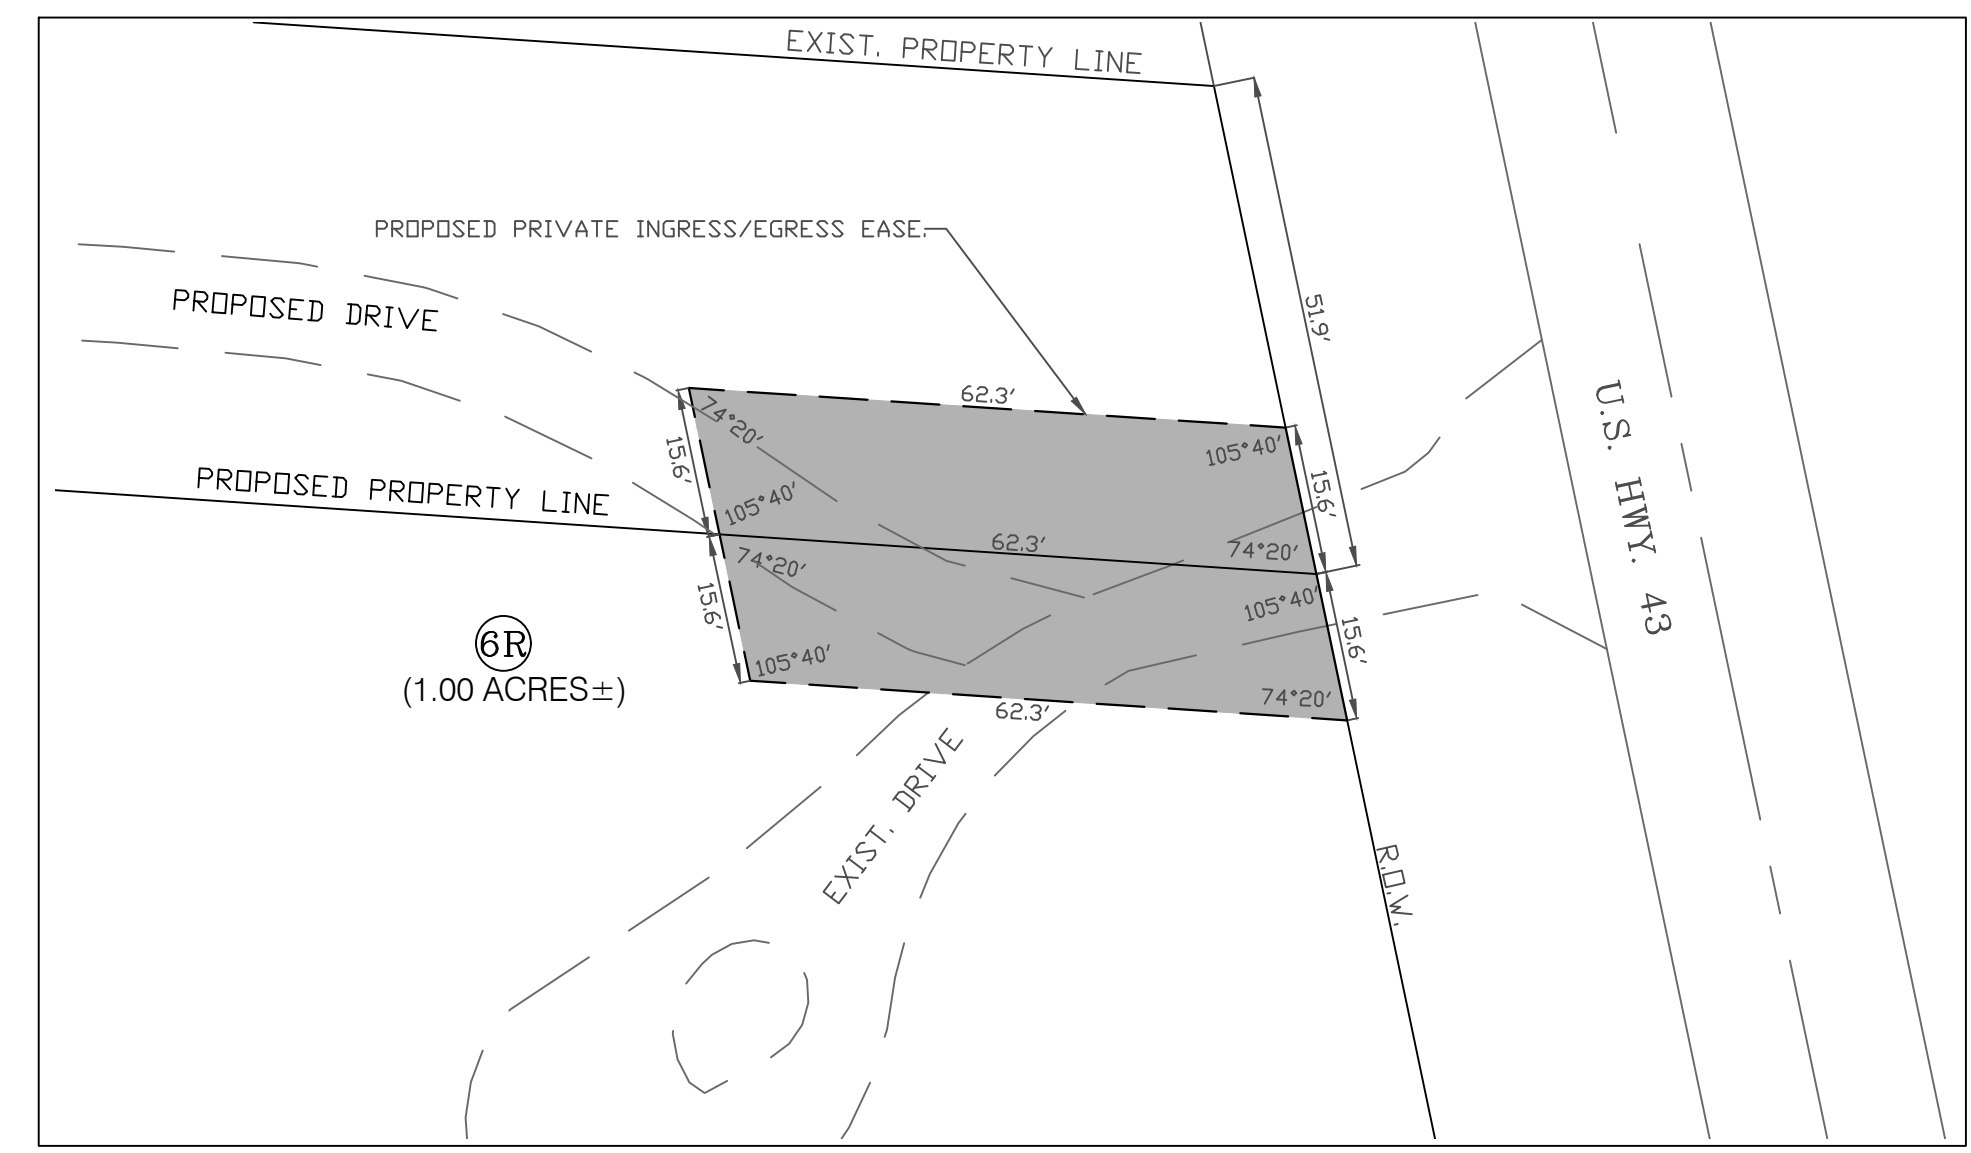 EXIST. PROPERTY LINE
PROPOSED PRIVATE INGRESS/EGRESS EASE.
PROPOSED DRIVE
51.9'
62.3'
74°20'
105°40'
15.6'
15.6'
U.S. HWY. 43
PROPOSED PROPERTY LINE
105°40'
62.3'
74°20'
74°20'
105°40'
15.6'
15.6'
6R
(1.00 ACRES±)
105°40'
74°20'
62.3'
EXIST. DRIVE
R.O.W.